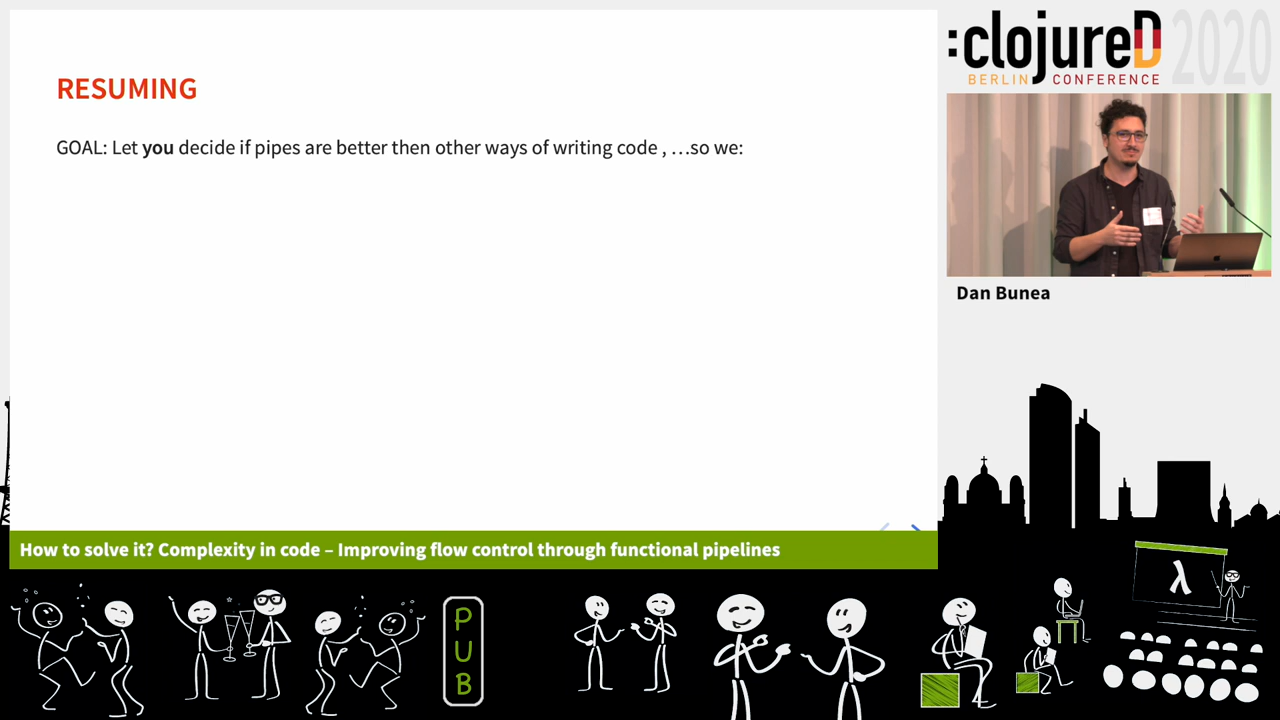 RESUMING
GOAL: Let you decide if pipes are better then other ways of writing code , …so we:
:clojureD 2020
BERLIN CONFERENCE
Dan Bunea
How to solve it? Complexity in code – Improving flow control through functional pipelines
PUB
λ